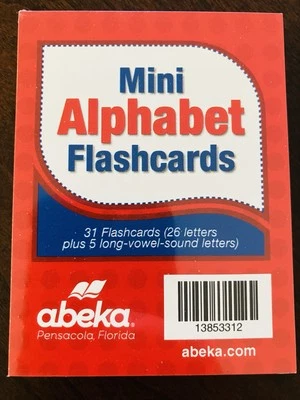 Mini
Alphabet
Flashcards
31 Flashcards (26 letters
plus 5 long-vowel-sound letters)
abeka®
Pensacola, Florida
13853312
abeka.com